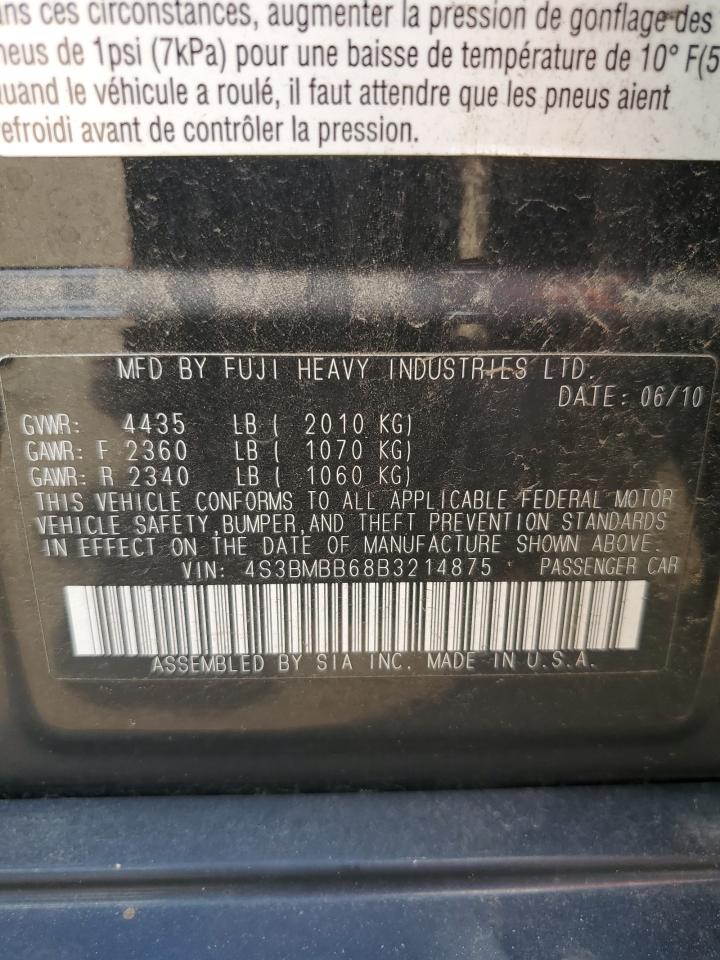 ns ces circonstances, augmenter la pression de gonflage des
neus de 1psi (7kPa) pour une baisse de température de 10° F(5
uand le véhicule a roulé, il faut attendre que les pneus aient
efroidi avant de contrôler la pression.
MFD BY FUJI HEAVY INDUSTRIES LTD.
DATE: 06/10
GVWR: 4435 LB ( 2010 KG)
GAWR: F 2360 LB ( 1070 KG)
GAWR: R 2340 LB ( 1060 KG)
THIS VEHICLE CONFORMS TO ALL APPLICABLE FEDERAL MOTOR
VEHICLE SAFETY,BUMPER,AND THEFT PREVENTION STANDARDS
IN EFFECT ON THE DATE OF MANUFACTURE SHOWN ABOVE.
VIN: 4S3BMBB68B3214875 PASSENGER CAR
ASSEMBLED BY SIA INC. MADE IN U.S.A.